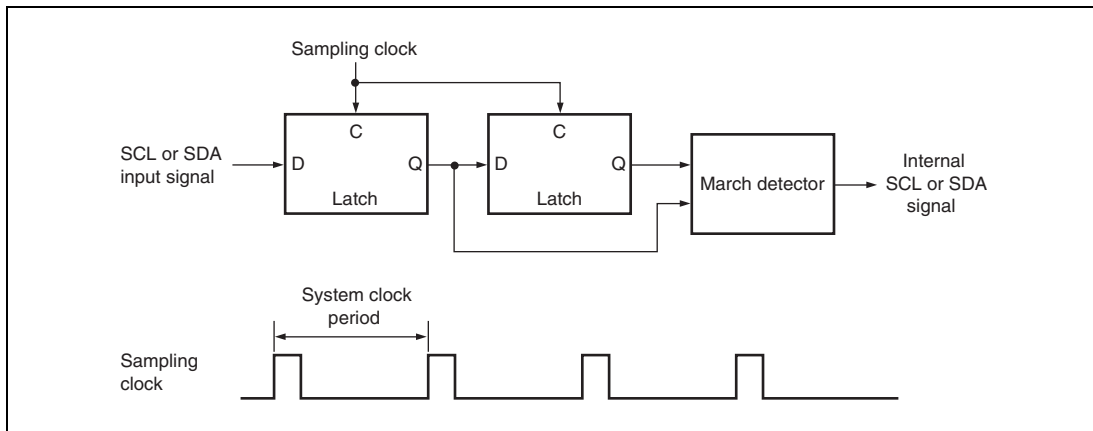 Sampling clock
C
C
SCL or SDA
input signal
D
Q
D
Q
Latch
Latch
March detector
Internal
SCL or SDA
signal
System clock
period
Sampling
clock